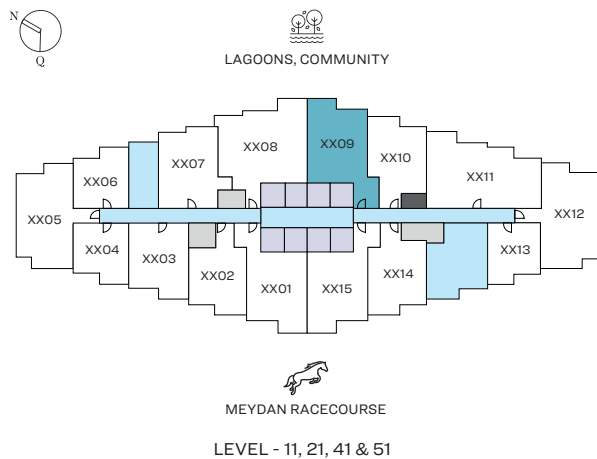 N
Q
LAGOONS, COMMUNITY
XX08
XX09
XX10
XX07
XX06
XX11
XX05
XX12
XX04
XX03
XX02
XX01
XX15
XX14
XX13
MEYDAN RACECOURSE
LEVEL - 11, 21, 41 & 51